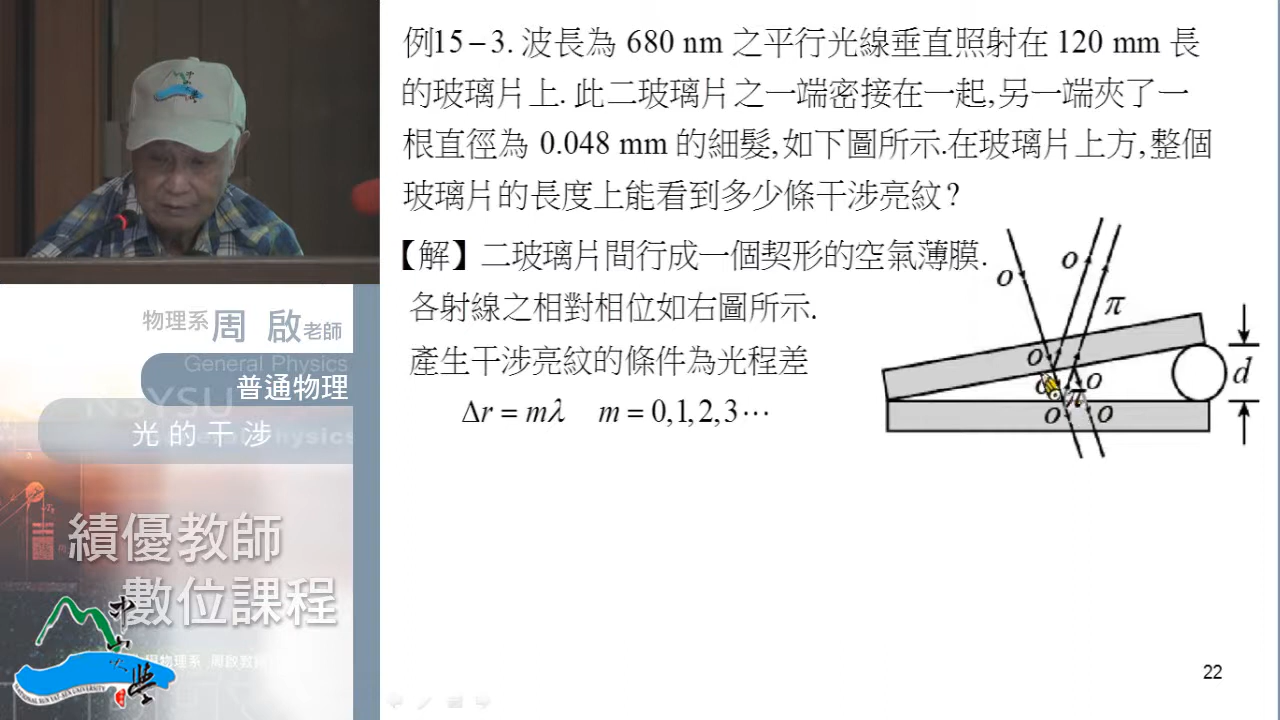 例15－3. 波長為 680 nm 之平行光線垂直照射在 120 mm 長
的玻璃片上. 此二玻璃片之一端密接在一起,另一端夾了一
根直徑為 0.048 mm 的細髮,如下圖所示.在玻璃片上方,整個
玻璃片的長度上能看到多少條干涉亮紋?
【解】二玻璃片間行成一個契形的空氣薄膜.
各射線之相對相位如右圖所示.
產生干涉亮紋的條件為光程差
Δr = mλ m = 0,1,2,3⋯
o
o
π
o
o
π
o
o
d
物理系 周 啟 老師
General Physics
普通物理
NSYSU
光的干涉
績優教師
數位課程
22